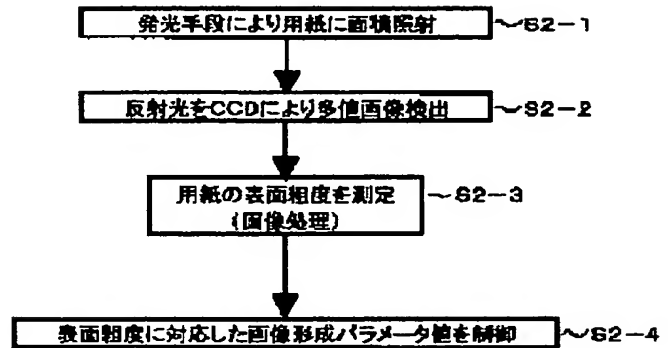 発光手段により用紙に面積照射 ～S2－1
反射光をCCDにより多値画像検出 ～S2－2
用紙の表面粗度を測定 ～S2－3
(画像処理)
表面粗度に対応した画像形成パラメータ値を制御 ～S2－4